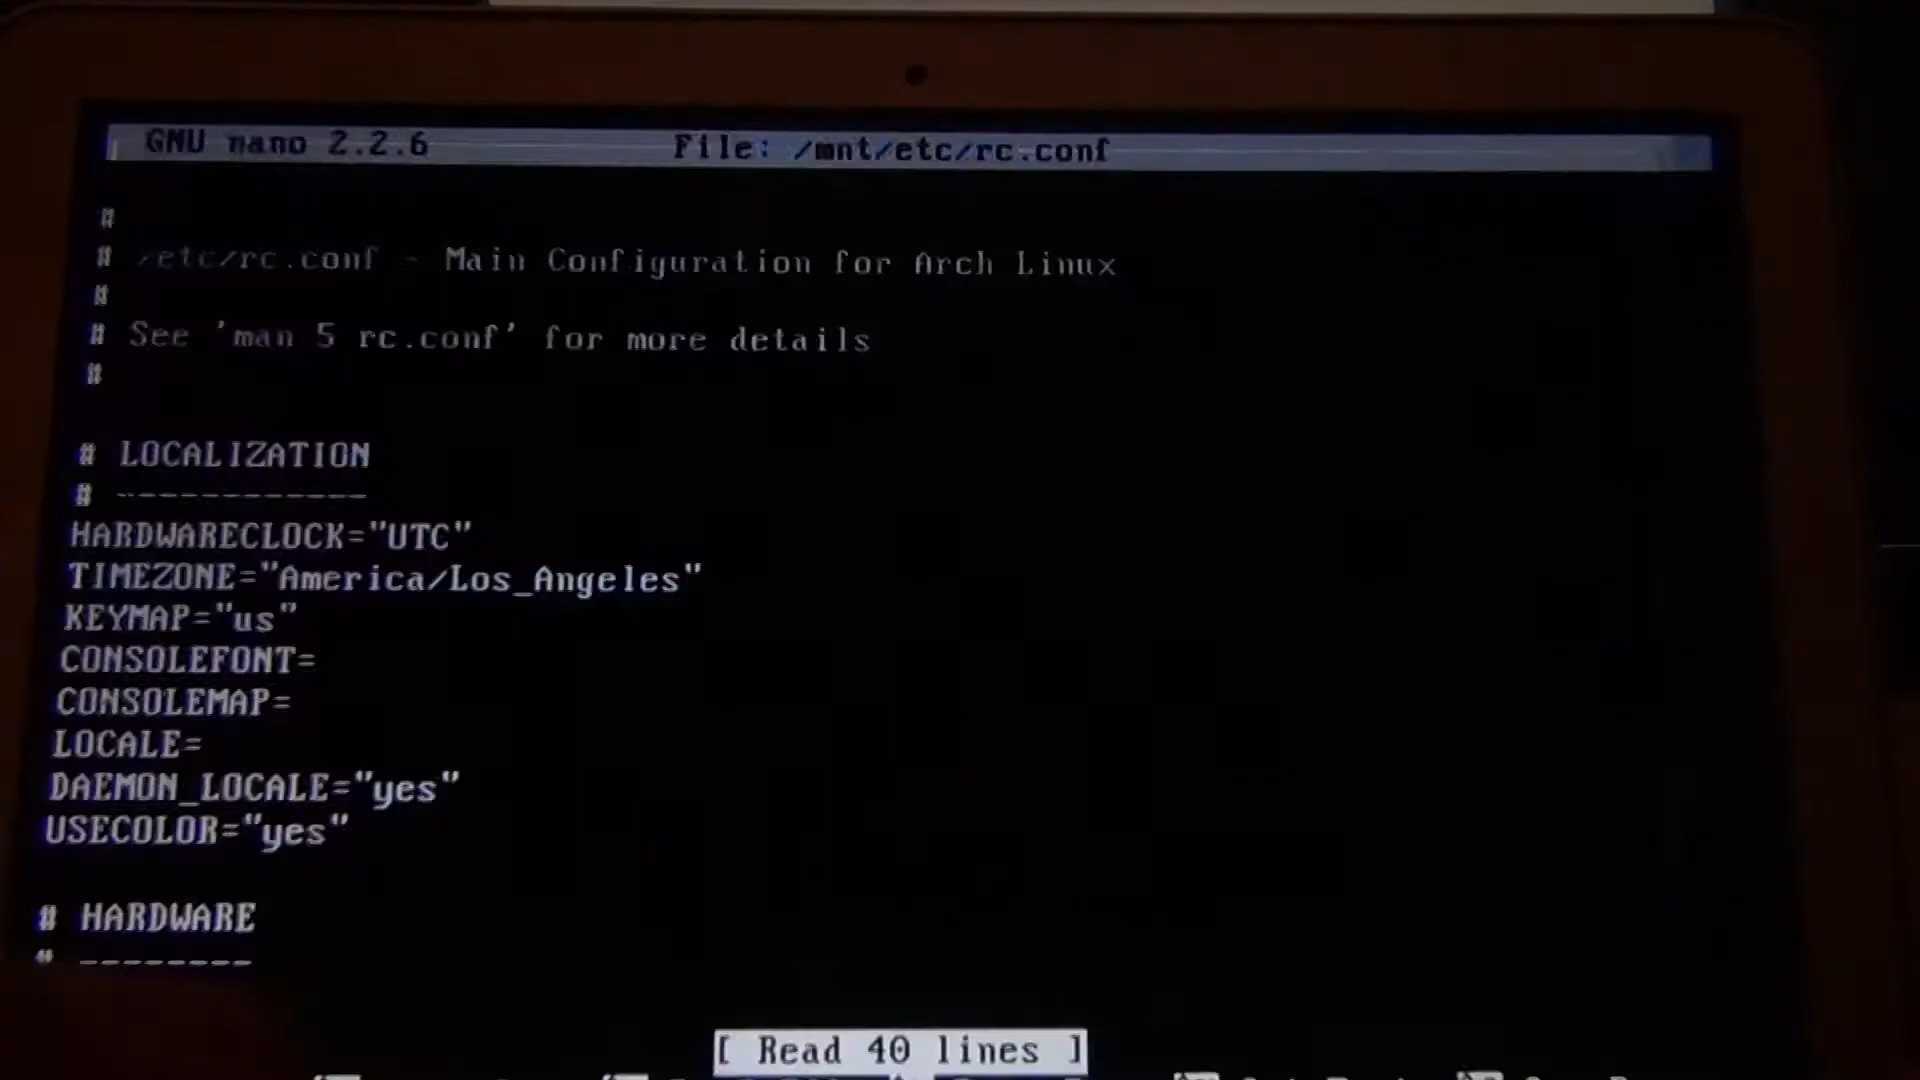 GNU nano 2.2.6 File: /mnt/etc/rc.conf
#
# /etc/rc.conf - Main Configuration for Arch Linux
#
# See 'man 5 rc.conf' for more details
#
# LOCALIZATION
# ------------
HARDWARECLOCK="UTC"
TIMEZONE="America/Los_Angeles"
KEYMAP="us"
CONSOLEFONT=
CONSOLEMAP=
LOCALE=
DAEMON_LOCALE="yes"
USECOLOR="yes"
# HARDWARE
# --------
[ Read 40 lines ]